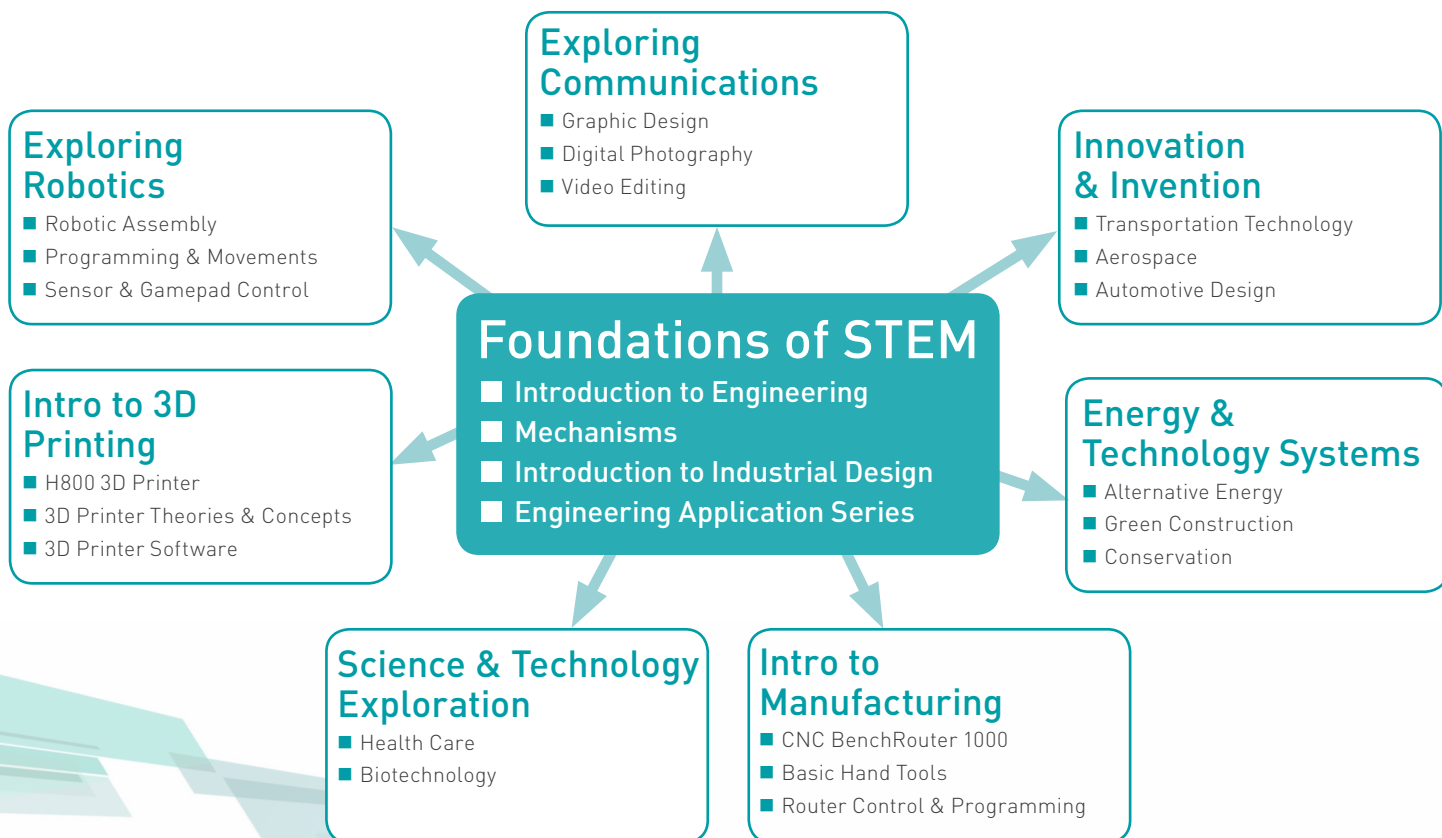 Exploring
Communications
Graphic Design
Digital Photography
Video Editing
Exploring
Robotics
Robotic Assembly
Programming & Movements
Sensor & Gamepad Control
Innovation
& Invention
Transportation Technology
Aerospace
Automotive Design
Foundations of STEM
Introduction to Engineering
Mechanisms
Introduction to Industrial Design
Engineering Application Series
Intro to 3D
Printing
H800 3D Printer
3D Printer Theories & Concepts
3D Printer Software
Energy &
Technology Systems
Alternative Energy
Green Construction
Conservation
Science & Technology
Exploration
Health Care
Biotechnology
Intro to
Manufacturing
CNC BenchRouter 1000
Basic Hand Tools
Router Control & Programming